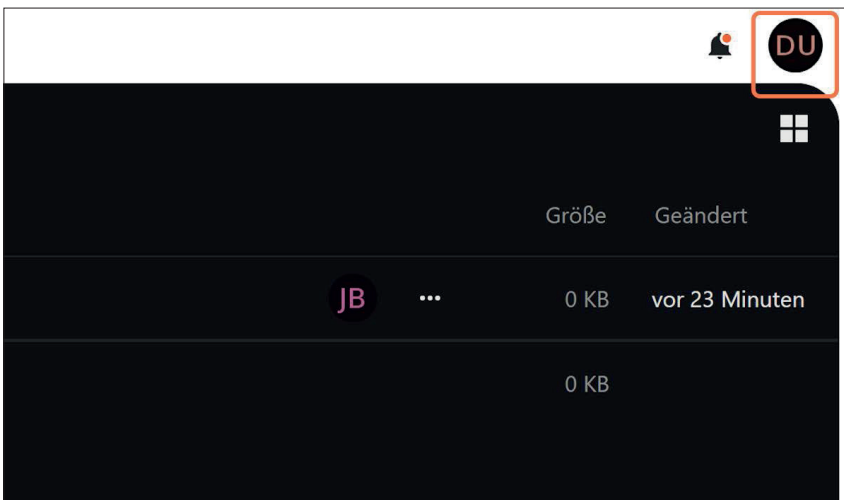 DU
Größe Geändert
JB ••• 0 KB vor 23 Minuten
0 KB